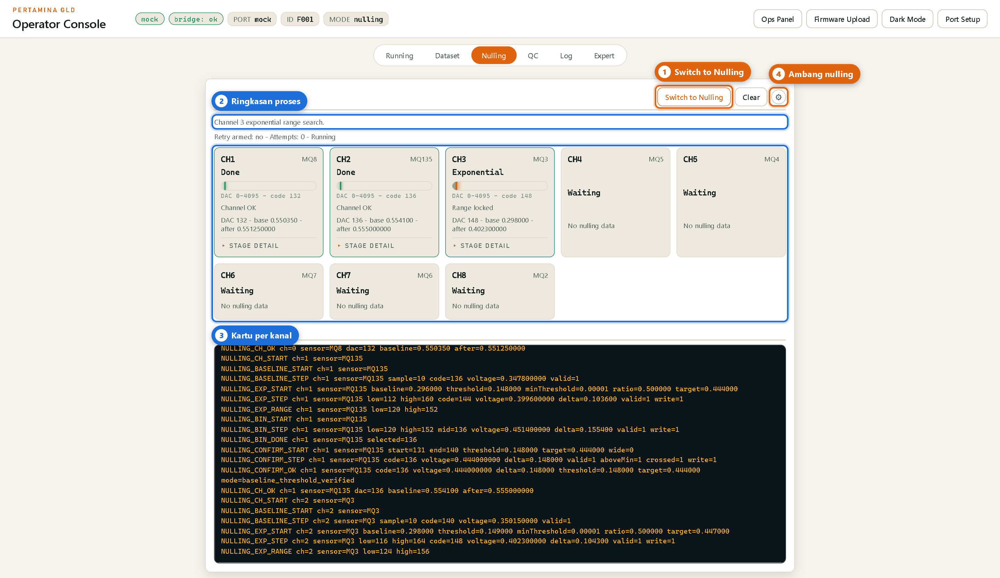 PERTAMINA GLD
Operator Console
mock
bridge: ok
PORT mock
ID F001
MODE nulling
Ops Panel
Firmware Upload
Dark Mode
Port Setup
Running
Dataset
Nulling
QC
Log
Expert
1 Switch to Nulling
4 Ambang nulling
2 Ringkasan proses
Switch to Nulling
Clear
Channel 3 exponential range search.
Retry armed: no - Attempts: 0 - Running
CH1 MQ8
Done
DAC 0-4095 - code 132
Channel OK
DAC 132 - base 0.550350 -
after 0.551250000
STAGE DETAIL
CH2 MQ135
Done
DAC 0-4095 - code 136
Channel OK
DAC 136 - base 0.554100 -
after 0.555000000
STAGE DETAIL
CH3 MQ3
Exponential
DAC 0-4095 - code 148
Range locked
DAC 148 - base 0.298000 -
after 0.402300000
STAGE DETAIL
CH4 MQ5
Waiting
No nulling data
CH5 MQ4
Waiting
No nulling data
CH6 MQ7
Waiting
No nulling data
CH7 MQ6
Waiting
No nulling data
CH8 MQ2
Waiting
No nulling data
3 Kartu per kanal
NULLING_CH_OK ch=0 sensor=MQ8 dac=132 baseline=0.550350 after=0.551250000
NULLING_CH_START ch=1 sensor=MQ135
NULLING_BASELINE_START ch=1 sensor=MQ135
NULLING_BASELINE_STEP ch=1 sensor=MQ135 sample=10 code=136 voltage=0.347800000 valid=1
NULLING_EXP_START ch=1 sensor=MQ135 baseline=0.296000 threshold=0.148000 minThreshold=0.00001 ratio=0.500000 target=0.444000
NULLING_EXP_STEP ch=1 sensor=MQ135 low=112 high=160 code=144 voltage=0.399600000 delta=0.103600 valid=1 write=1
NULLING_EXP_RANGE ch=1 sensor=MQ135 low=120 high=152
NULLING_BIN_START ch=1 sensor=MQ135
NULLING_BIN_STEP ch=1 sensor=MQ135 low=120 high=152 mid=136 voltage=0.451400000 delta=0.155400 valid=1 write=1
NULLING_BIN_DONE ch=1 sensor=MQ135 selected=136
NULLING_CONFIRM_START ch=1 sensor=MQ135 start=131 end=140 threshold=0.148000 target=0.444000 wide=0
NULLING_CONFIRM_STEP ch=1 sensor=MQ135 code=136 voltage=0.444000000 delta=0.148000 valid=1 aboveMin=1 crossed=1 write=1
NULLING_CONFIRM_OK ch=1 sensor=MQ135 code=136 voltage=0.444000000 delta=0.148000 threshold=0.148000 target=0.444000
mode=baseline_threshold_verified
NULLING_CH_OK ch=1 sensor=MQ135 dac=136 baseline=0.554100 after=0.555000000
NULLING_CH_START ch=2 sensor=MQ3
NULLING_BASELINE_START ch=2 sensor=MQ3
NULLING_BASELINE_STEP ch=2 sensor=MQ3 sample=10 code=140 voltage=0.350150000 valid=1
NULLING_EXP_START ch=2 sensor=MQ3 baseline=0.298000 threshold=0.149000 minThreshold=0.00001 ratio=0.500000 target=0.447000
NULLING_EXP_STEP ch=2 sensor=MQ3 low=116 high=164 code=148 voltage=0.402300000 delta=0.104300 valid=1 write=1
NULLING_EXP_RANGE ch=2 sensor=MQ3 low=124 high=156